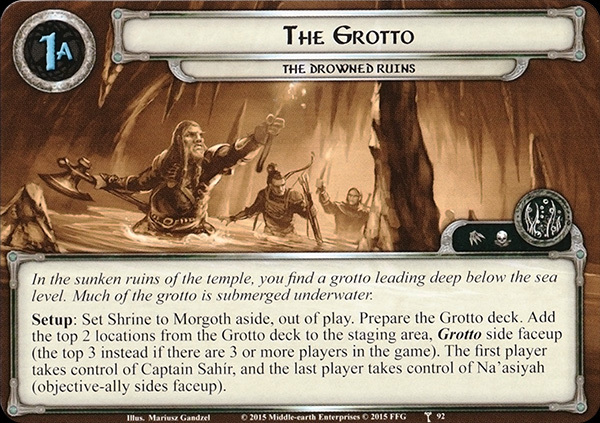 1A
THE GROTTO
THE DROWNED RUINS
In the sunken ruins of the temple, you find a grotto leading deep below the sea
level. Much of the grotto is submerged underwater.
Setup: Set Shrine to Morgoth aside, out of play. Prepare the Grotto deck. Add
the top 2 locations from the Grotto deck to the staging area, Grotto side faceup
(the top 3 instead if there are 3 or more players in the game). The first player
takes control of Captain Sahír, and the last player takes control of Na'asiyah
(objective-ally sides faceup).
Illus. Mariusz Gandzel © 2015 Middle-earth Enterprises © 2015 FFG 92